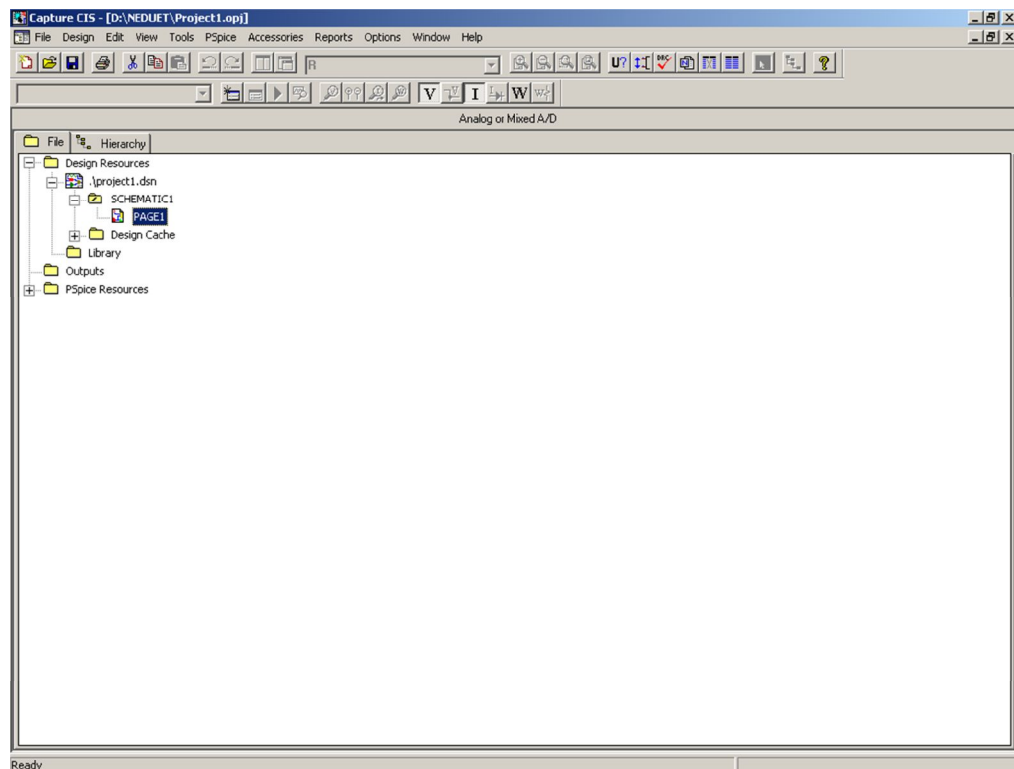 Capture CIS - [D:\NEDUET\Project1.opj]
File Design Edit View Tools PSpice Accessories Reports Options Window Help
R U?
V I W
Analog or Mixed A/D
File Hierarchy
Design Resources
.\project1.dsn
SCHEMATIC1
PAGE1
Design Cache
Library
Outputs
PSpice Resources
Ready